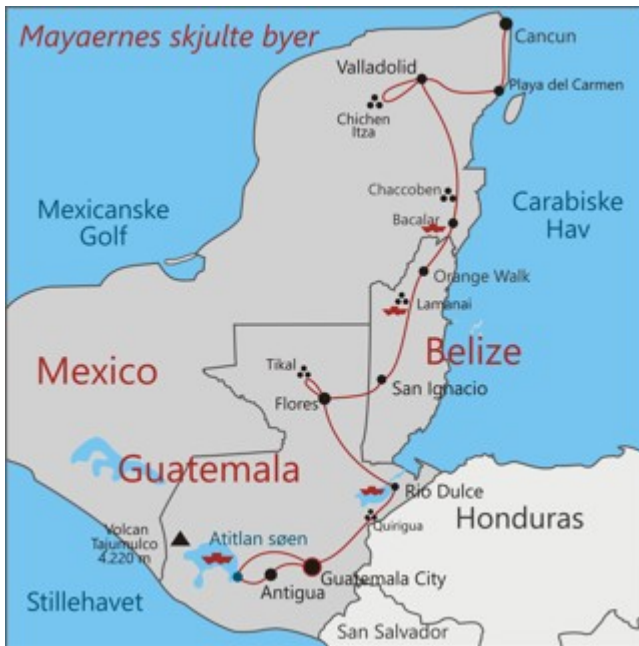 Mayaernes skjulte byer
Cancun
Valladolid
Playa del Carmen
Chichen
Itza
Chaccoben
Mexicanske
Golf
Bacalar
Carabiske
Hav
Orange Walk
Lamanai
Belize
Mexico
Tikal
San Ignacio
Flores
Guatemala
Rio Dulce
Honduras
Quirigua
Volcan
Tajumulco
4.220 m
Atitlan søen
Guatemala City
Antigua
Stillehavet
San Salvador